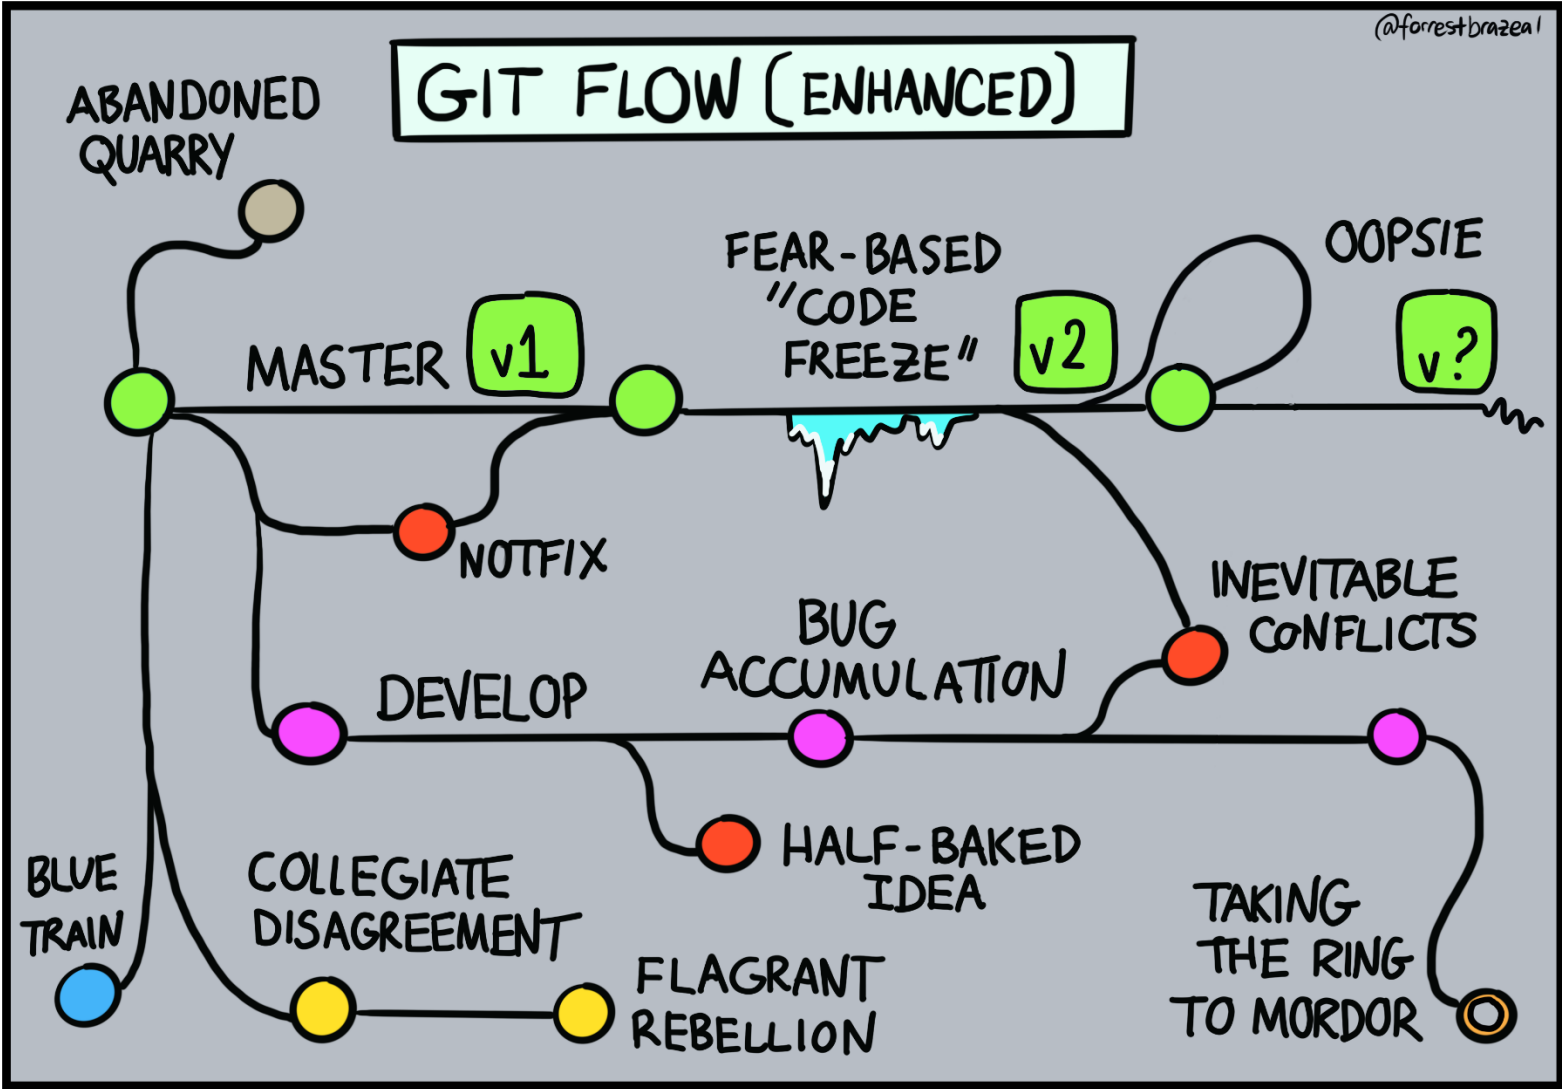 @forrestbrazeal
GIT FLOW (ENHANCED)
ABANDONED
QUARRY
MASTER
v1
FEAR-BASED
"CODE
FREEZE"
v2
OOPSIE
v?
NOTFIX
INEVITABLE
CONFLICTS
BUG
ACCUMULATION
DEVELOP
HALF-BAKED
IDEA
BLUE
TRAIN
COLLEGIATE
DISAGREEMENT
FLAGRANT
REBELLION
TAKING
THE RING
TO MORDOR